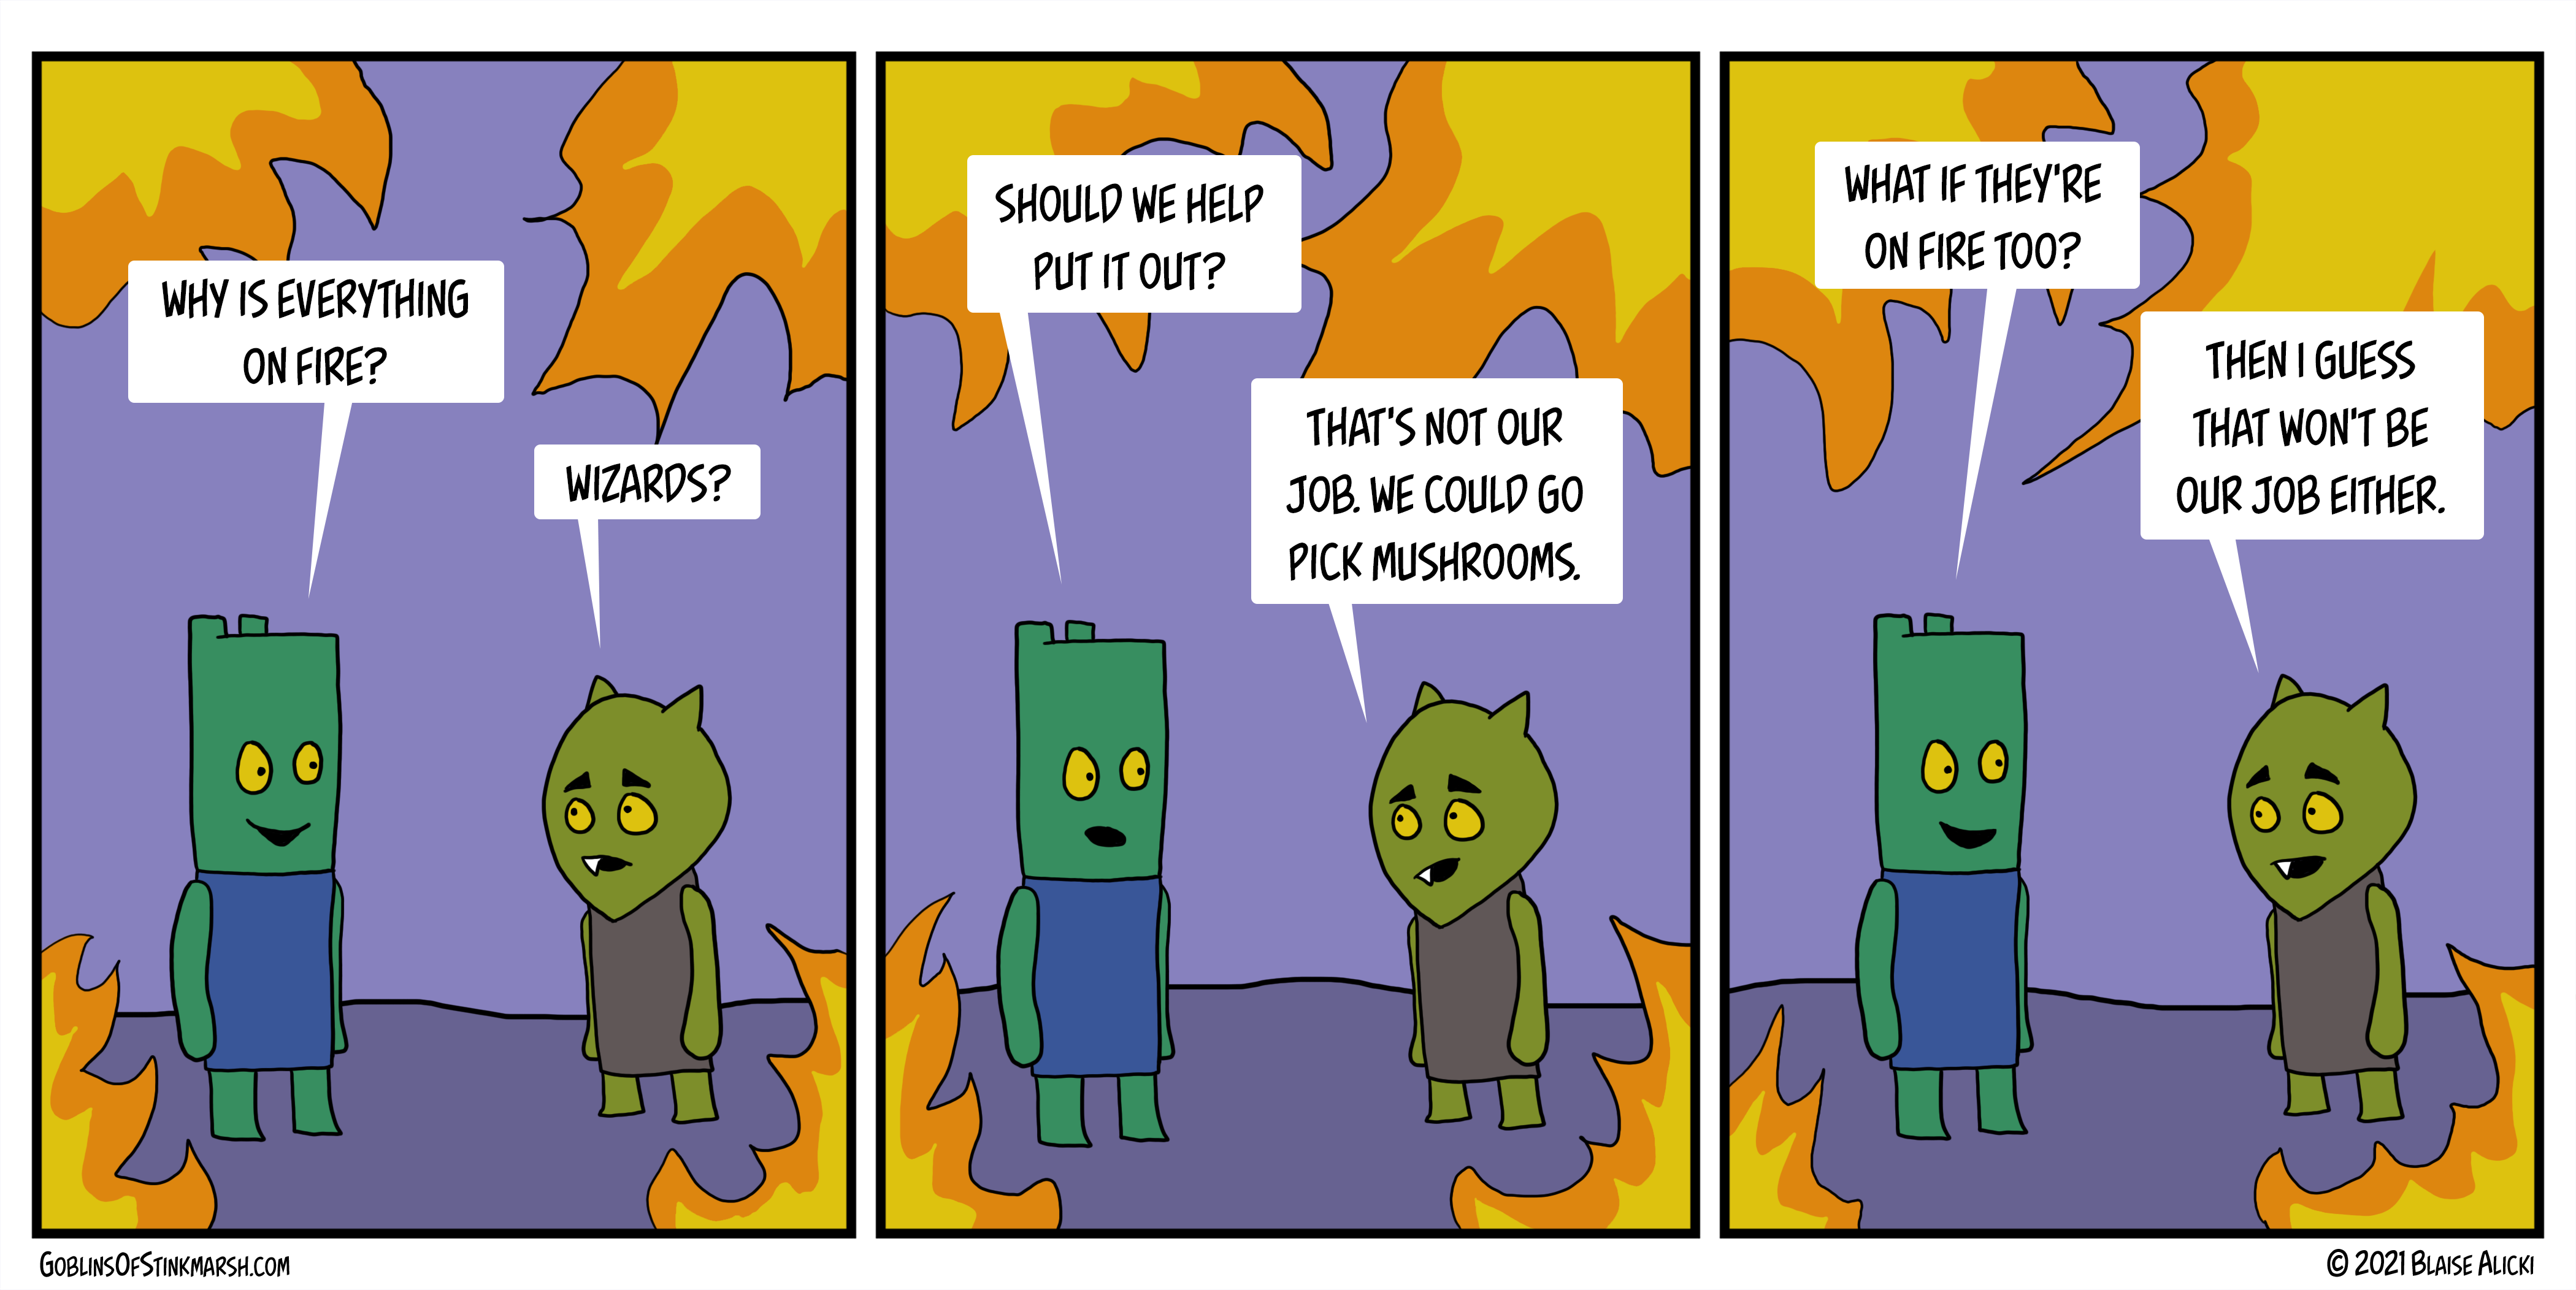 WHY IS EVERYTHING
ON FIRE?
WIZARDS?
SHOULD WE HELP
PUT IT OUT?
THAT'S NOT OUR
JOB. WE COULD GO
PICK MUSHROOMS.
WHAT IF THEY'RE
ON FIRE TOO?
THEN I GUESS
THAT WON'T BE
OUR JOB EITHER.
GOBLINSOFSTINKMARSH.COM
© 2021 BLAISE ALICKI